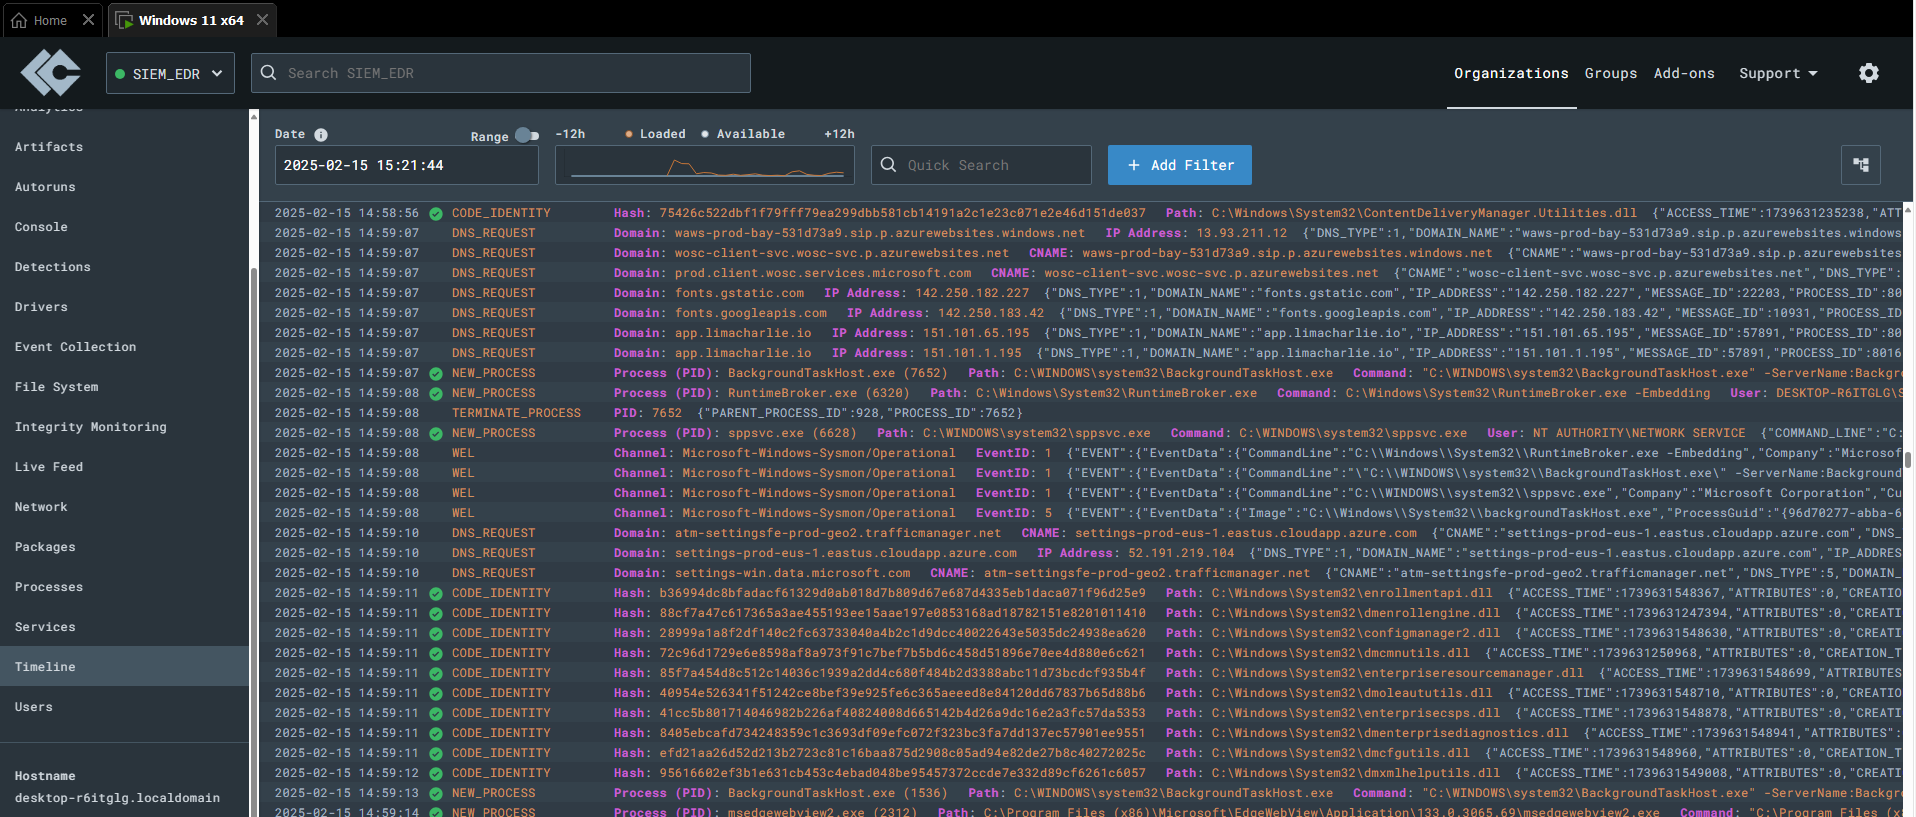 Home
Windows 11 x64
SIEM_EDR
Search SIEM_EDR
Organizations Groups Add-ons Support
Analytics
Artifacts
Autoruns
Console
Detections
Drivers
Event Collection
File System
Integrity Monitoring
Live Feed
Network
Packages
Processes
Services
Timeline
Users
Hostname
desktop-r6itglg.localdomain
Date Range -12h Loaded Available +12h
2025-02-15 15:21:44 Quick Search + Add Filter
2025-02-15 14:58:56 CODE_IDENTITY Hash: 75426c522dbf1f79fff79ea299dbb581cb14191a2c1e23c071e2e46d151de037 Path: C:\Windows\System32\ContentDeliveryManager.Utilities.dll {"ACCESS_TIME":1739631235238,"ATT
2025-02-15 14:59:07 DNS_REQUEST Domain: waws-prod-bay-531d73a9.sip.p.azurewebsites.windows.net IP Address: 13.93.211.12 {"DNS_TYPE":1,"DOMAIN_NAME":"waws-prod-bay-531d73a9.sip.p.azurewebsites.windows
2025-02-15 14:59:07 DNS_REQUEST Domain: wosc-client-svc.wosc-svc.p.azurewebsites.net CNAME: waws-prod-bay-531d73a9.sip.p.azurewebsites.windows.net {"CNAME":"waws-prod-bay-531d73a9.sip.p.azurewebsites
2025-02-15 14:59:07 DNS_REQUEST Domain: prod.client.wosc.services.microsoft.com CNAME: wosc-client-svc.wosc-svc.p.azurewebsites.net {"CNAME":"wosc-client-svc.wosc-svc.p.azurewebsites.net","DNS_TYPE"
2025-02-15 14:59:07 DNS_REQUEST Domain: fonts.gstatic.com IP Address: 142.250.182.227 {"DNS_TYPE":1,"DOMAIN_NAME":"fonts.gstatic.com","IP_ADDRESS":"142.250.182.227","MESSAGE_ID":22203,"PROCESS_ID":80
2025-02-15 14:59:07 DNS_REQUEST Domain: fonts.googleapis.com IP Address: 142.250.183.42 {"DNS_TYPE":1,"DOMAIN_NAME":"fonts.googleapis.com","IP_ADDRESS":"142.250.183.42","MESSAGE_ID":10931,"PROCESS_ID
2025-02-15 14:59:07 DNS_REQUEST Domain: app.limacharlie.io IP Address: 151.101.65.195 {"DNS_TYPE":1,"DOMAIN_NAME":"app.limacharlie.io","IP_ADDRESS":"151.101.65.195","MESSAGE_ID":57891,"PROCESS_ID":80
2025-02-15 14:59:07 DNS_REQUEST Domain: app.limacharlie.io IP Address: 151.101.1.195 {"DNS_TYPE":1,"DOMAIN_NAME":"app.limacharlie.io","IP_ADDRESS":"151.101.1.195","MESSAGE_ID":57891,"PROCESS_ID":8016
2025-02-15 14:59:07 NEW_PROCESS Process (PID): BackgroundTaskHost.exe (7652) Path: C:\WINDOWS\system32\BackgroundTaskHost.exe Command: "C:\WINDOWS\system32\BackgroundTaskHost.exe" -ServerName:Backgro
2025-02-15 14:59:08 NEW_PROCESS Process (PID): RuntimeBroker.exe (6320) Path: C:\Windows\System32\RuntimeBroker.exe Command: C:\Windows\System32\RuntimeBroker.exe -Embedding User: DESKTOP-R6ITGLG\S
2025-02-15 14:59:08 TERMINATE_PROCESS PID: 7652 {"PARENT_PROCESS_ID":928,"PROCESS_ID":7652}
2025-02-15 14:59:08 NEW_PROCESS Process (PID): sppsvc.exe (6628) Path: C:\WINDOWS\system32\sppsvc.exe Command: C:\WINDOWS\system32\sppsvc.exe User: NT AUTHORITY\NETWORK SERVICE {"COMMAND_LINE":"C:
2025-02-15 14:59:08 WEL Channel: Microsoft-Windows-Sysmon/Operational EventID: 1 {"EVENT":{"EventData":{"CommandLine":"C:\\Windows\\System32\\RuntimeBroker.exe -Embedding","Company":"Microsof
2025-02-15 14:59:08 WEL Channel: Microsoft-Windows-Sysmon/Operational EventID: 1 {"EVENT":{"EventData":{"CommandLine":"\"C:\\WINDOWS\\system32\\BackgroundTaskHost.exe\" -ServerName:Background
2025-02-15 14:59:08 WEL Channel: Microsoft-Windows-Sysmon/Operational EventID: 1 {"EVENT":{"EventData":{"CommandLine":"C:\\WINDOWS\\system32\\sppsvc.exe","Company":"Microsoft Corporation","Cu
2025-02-15 14:59:08 WEL Channel: Microsoft-Windows-Sysmon/Operational EventID: 5 {"EVENT":{"EventData":{"Image":"C:\\Windows\\System32\\backgroundTaskHost.exe","ProcessGuid":"{96d70277-abba-6
2025-02-15 14:59:10 DNS_REQUEST Domain: atm-settingsfe-prod-geo2.trafficmanager.net CNAME: settings-prod-eus-1.eastus.cloudapp.azure.com {"CNAME":"settings-prod-eus-1.eastus.cloudapp.azure.com","DNS_
2025-02-15 14:59:10 DNS_REQUEST Domain: settings-prod-eus-1.eastus.cloudapp.azure.com IP Address: 52.191.219.104 {"DNS_TYPE":1,"DOMAIN_NAME":"settings-prod-eus-1.eastus.cloudapp.azure.com","IP_ADDRES
2025-02-15 14:59:10 DNS_REQUEST Domain: settings-win.data.microsoft.com CNAME: atm-settingsfe-prod-geo2.trafficmanager.net {"CNAME":"atm-settingsfe-prod-geo2.trafficmanager.net","DNS_TYPE":5,"DOMAIN_
2025-02-15 14:59:11 CODE_IDENTITY Hash: b36994dc8bfadacf61329d0ab018d7b809d67e687d4335eb1daca071f96d25e9 Path: C:\Windows\System32\enrollmentapi.dll {"ACCESS_TIME":1739631548367,"ATTRIBUTES":0,"CREATI
2025-02-15 14:59:11 CODE_IDENTITY Hash: 88cf7a47c617365a3ae455193ee15aae197e0853168ad18782151e8201011410 Path: C:\Windows\System32\dmenrollengine.dll {"ACCESS_TIME":1739631247394,"ATTRIBUTES":0,"CREAT
2025-02-15 14:59:11 CODE_IDENTITY Hash: 28999a1a8f2df140c2fc63733040a4b2c1d9dcc40022643e5035dc24938ea620 Path: C:\Windows\System32\configmanager2.dll {"ACCESS_TIME":1739631548630,"ATTRIBUTES":0,"CREAT
2025-02-15 14:59:11 CODE_IDENTITY Hash: 72c96d1729e6e8598af8a973f91c7bef7b5bd6c458d51896e70ee4d880e6c621 Path: C:\Windows\System32\dmcmnutils.dll {"ACCESS_TIME":1739631250968,"ATTRIBUTES":0,"CREATION_T
2025-02-15 14:59:11 CODE_IDENTITY Hash: 85f7a454d8c512c14036c1939a2dd4c680f484b2d3388abc11d73bcdcf935b4f Path: C:\Windows\System32\enterpriseresourcemanager.dll {"ACCESS_TIME":1739631548699,"ATTRIBUTE
2025-02-15 14:59:11 CODE_IDENTITY Hash: 40954e526341f51242ce8bef39e925fe6c365aeeed8e84120dd67837b65d88b6 Path: C:\Windows\System32\dmoleaututils.dll {"ACCESS_TIME":1739631548710,"ATTRIBUTES":0,"CREATIO
2025-02-15 14:59:11 CODE_IDENTITY Hash: 41cc5b801714046982b226af40824008d665142b4d26a9dc16e2a3fc57da5353 Path: C:\Windows\System32\enterprisecsps.dll {"ACCESS_TIME":1739631548878,"ATTRIBUTES":0,"CREATI
2025-02-15 14:59:11 CODE_IDENTITY Hash: 8405ebcafd734248359c1c3693df09efc072f323bc3fa7dd137ec57901ee9551 Path: C:\Windows\System32\dmenterprisediagnostics.dll {"ACCESS_TIME":1739631548941,"ATTRIBUTES"
2025-02-15 14:59:11 CODE_IDENTITY Hash: efd21aa26d52d213b2723c81c16baa875d2908c05ad94e82de27b8c40272025c Path: C:\Windows\System32\dmcfgutils.dll {"ACCESS_TIME":1739631548960,"ATTRIBUTES":0,"CREATION_T
2025-02-15 14:59:12 CODE_IDENTITY Hash: 95616602ef3b1e631cb453c4ebad048be95457372ccde7e332d89cf6261c6057 Path: C:\Windows\System32\dmxmlhelputils.dll {"ACCESS_TIME":1739631549008,"ATTRIBUTES":0,"CREATI
2025-02-15 14:59:13 NEW_PROCESS Process (PID): BackgroundTaskHost.exe (1536) Path: C:\WINDOWS\system32\BackgroundTaskHost.exe Command: "C:\WINDOWS\system32\BackgroundTaskHost.exe" -ServerName:Backgro
2025-02-15 14:59:14 NEW_PROCESS Process (PID): msedgewebview2.exe (2312) Path: C:\Program Files (x86)\Microsoft\EdgeWebView\Application\133.0.3065.69\msedgewebview2.exe Command: "C:\Program Files (x8